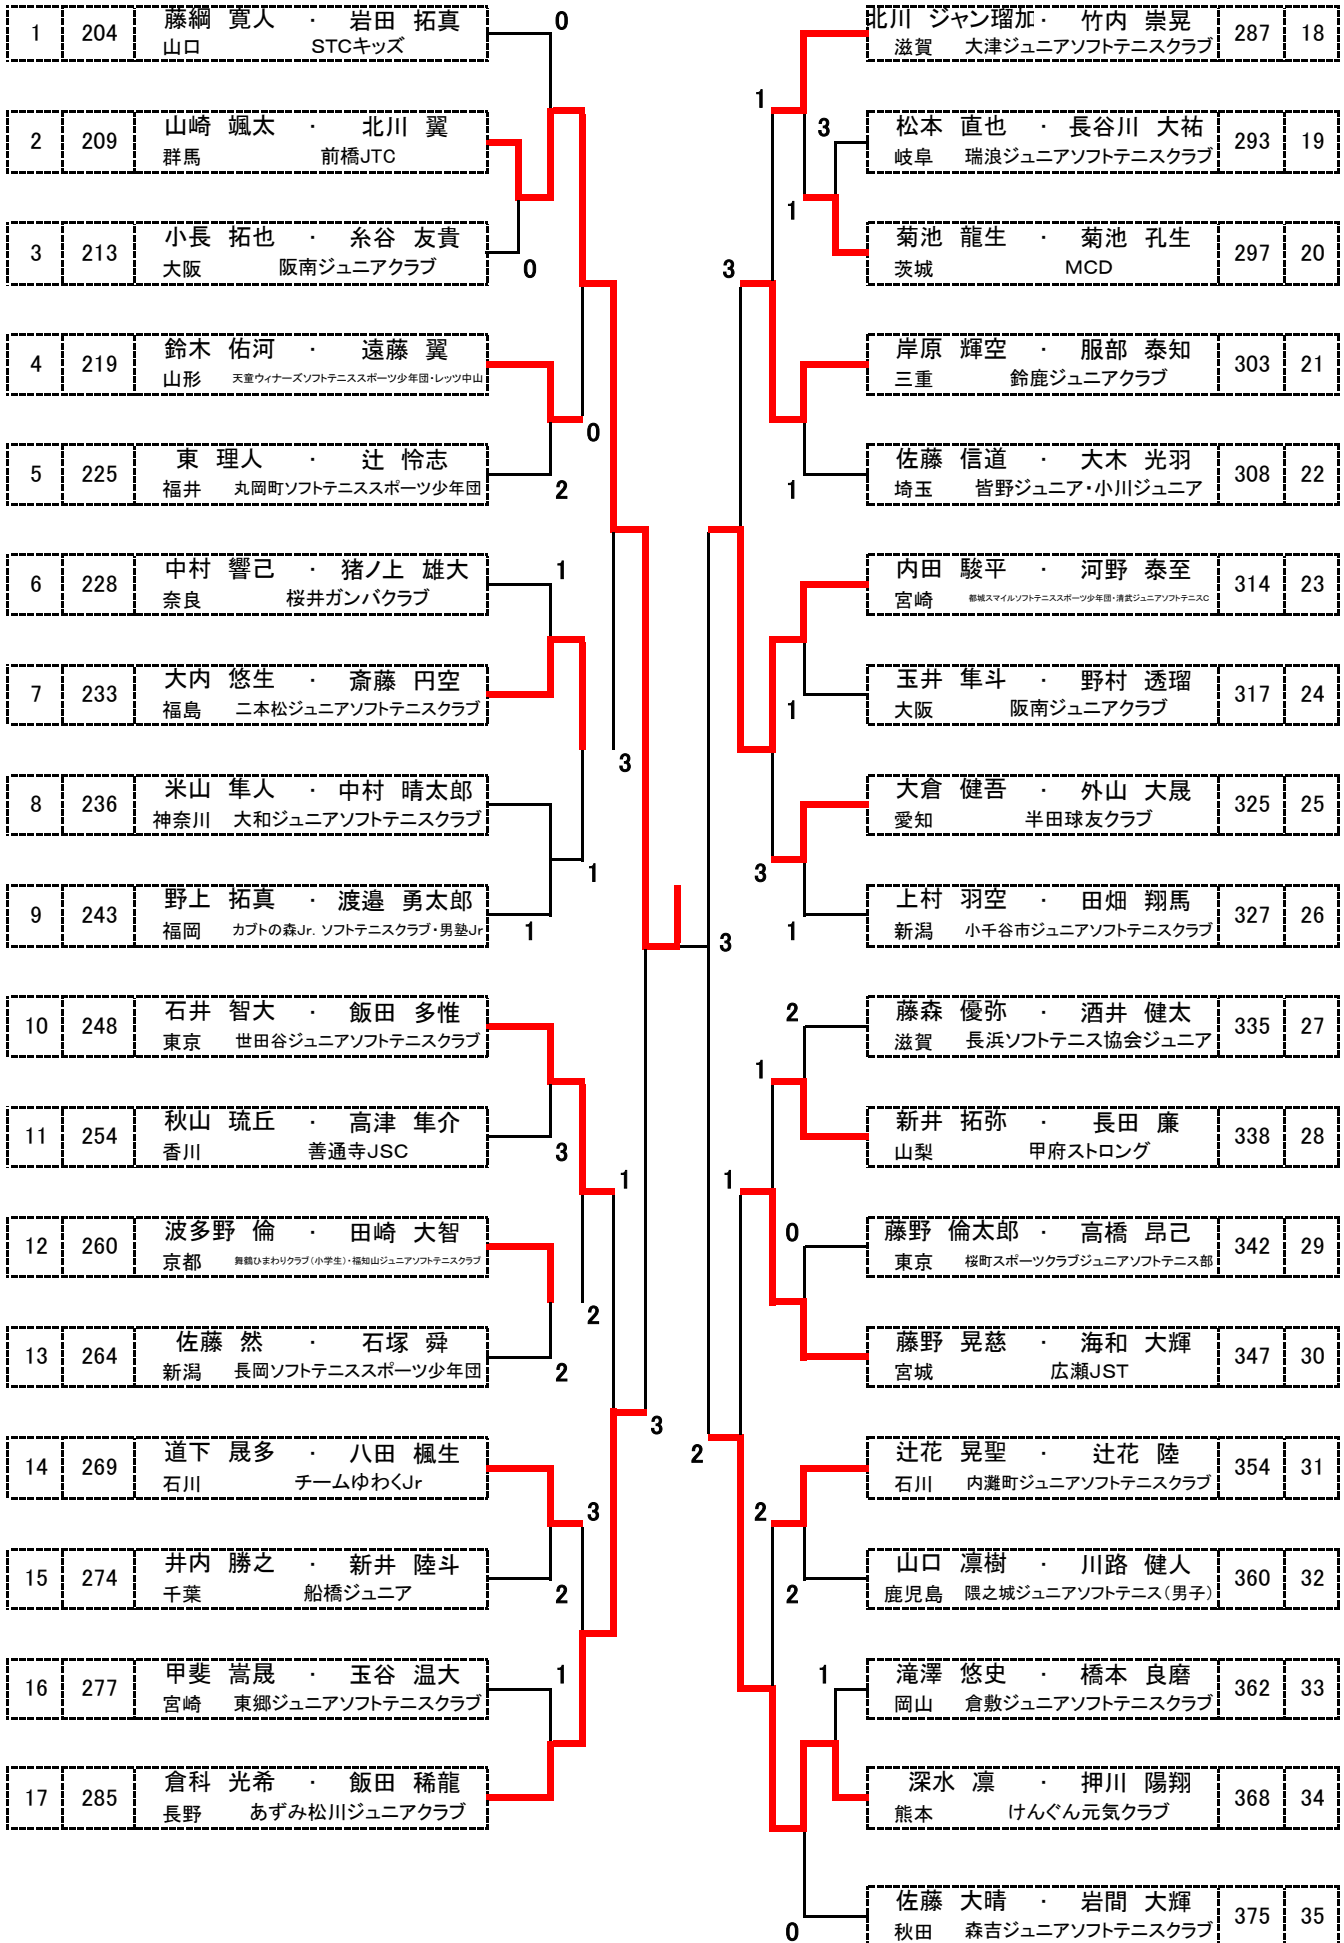 1 204 藤綱 寛人 ・ 岩田 拓真
山口 STCキッズ
0
2 209 山崎 颯太 ・ 北川 翼
群馬 前橋JTC
3 213 小長 拓也 ・ 糸谷 友貴
大阪 阪南ジュニアクラブ
0
4 219 鈴木 佑河 ・ 遠藤 翼
山形 天童ウィナーズソフトテニススポーツ少年団・レッツ中山
0
5 225 東 理人 ・ 辻 怜志
福井 丸岡町ソフトテニススポーツ少年団
2
6 228 中村 響己 ・ 猪ノ上 雄大
奈良 桜井ガンバクラブ
1
7 233 大内 悠生 ・ 斎藤 円空
福島 二本松ジュニアソフトテニスクラブ
3
8 236 米山 隼人 ・ 中村 晴太郎
神奈川 大和ジュニアソフトテニスクラブ
1
9 243 野上 拓真 ・ 渡邉 勇太郎
福岡 カブトの森Jr. ソフトテニスクラブ・男塾Jr
1
10 248 石井 智大 ・ 飯田 多惟
東京 世田谷ジュニアソフトテニスクラブ
11 254 秋山 琉丘 ・ 高津 隼介
香川 善通寺JSC
3
1
12 260 波多野 倫 ・ 田崎 大智
京都 舞鶴ひまわりクラブ(小学生)・福知山ジュニアソフトテニスクラブ
2
13 264 佐藤 然 ・ 石塚 舜
新潟 長岡ソフトテニススポーツ少年団
2
3
14 269 道下 晟多 ・ 八田 楓生
石川 チームゆわくJr
3
15 274 井内 勝之 ・ 新井 陸斗
千葉 船橋ジュニア
2
16 277 甲斐 嵩晟 ・ 玉谷 温大
宮崎 東郷ジュニアソフトテニスクラブ
1
17 285 倉科 光希 ・ 飯田 稀龍
長野 あずみ松川ジュニアクラブ
3
北川 ジャン瑠加 ・ 竹内 崇晃 287 18
滋賀 大津ジュニアソフトテニスクラブ
1
3
松本 直也 ・ 長谷川 大祐 293 19
岐阜 瑞浪ジュニアソフトテニスクラブ
1
菊池 龍生 ・ 菊池 孔生 297 20
茨城 MCD
3
岸原 輝空 ・ 服部 泰知 303 21
三重 鈴鹿ジュニアクラブ
佐藤 信道 ・ 大木 光羽 308 22
埼玉 皆野ジュニア・小川ジュニア
1
内田 駿平 ・ 河野 泰至 314 23
宮崎 都城スマイルソフトテニススポーツ少年団・清武ジュニアソフトテニスC
玉井 隼斗 ・ 野村 透瑠 317 24
大阪 阪南ジュニアクラブ
1
大倉 健吾 ・ 外山 大晟 325 25
愛知 半田球友クラブ
3
上村 羽空 ・ 田畑 翔馬 327 26
新潟 小千谷市ジュニアソフトテニスクラブ
1
2
藤森 優弥 ・ 酒井 健太 335 27
滋賀 長浜ソフトテニス協会ジュニア
1
新井 拓弥 ・ 長田 廉 338 28
山梨 甲府ストロング
1
0
藤野 倫太郎 ・ 高橋 昂己 342 29
東京 桜町スポーツクラブジュニアソフトテニス部
藤野 晃慈 ・ 海和 大輝 347 30
宮城 広瀬JST
2
辻花 晃聖 ・ 辻花 陸 354 31
石川 内灘町ジュニアソフトテニスクラブ
2
山口 凛樹 ・ 川路 健人 360 32
鹿児島 隈之城ジュニアソフトテニス(男子)
2
1
滝澤 悠史 ・ 橋本 良磨 362 33
岡山 倉敷ジュニアソフトテニスクラブ
深水 凛 ・ 押川 陽翔 368 34
熊本 けんぐん元気クラブ
佐藤 大晴 ・ 岩間 大輝 375 35
秋田 森吉ジュニアソフトテニスクラブ
0